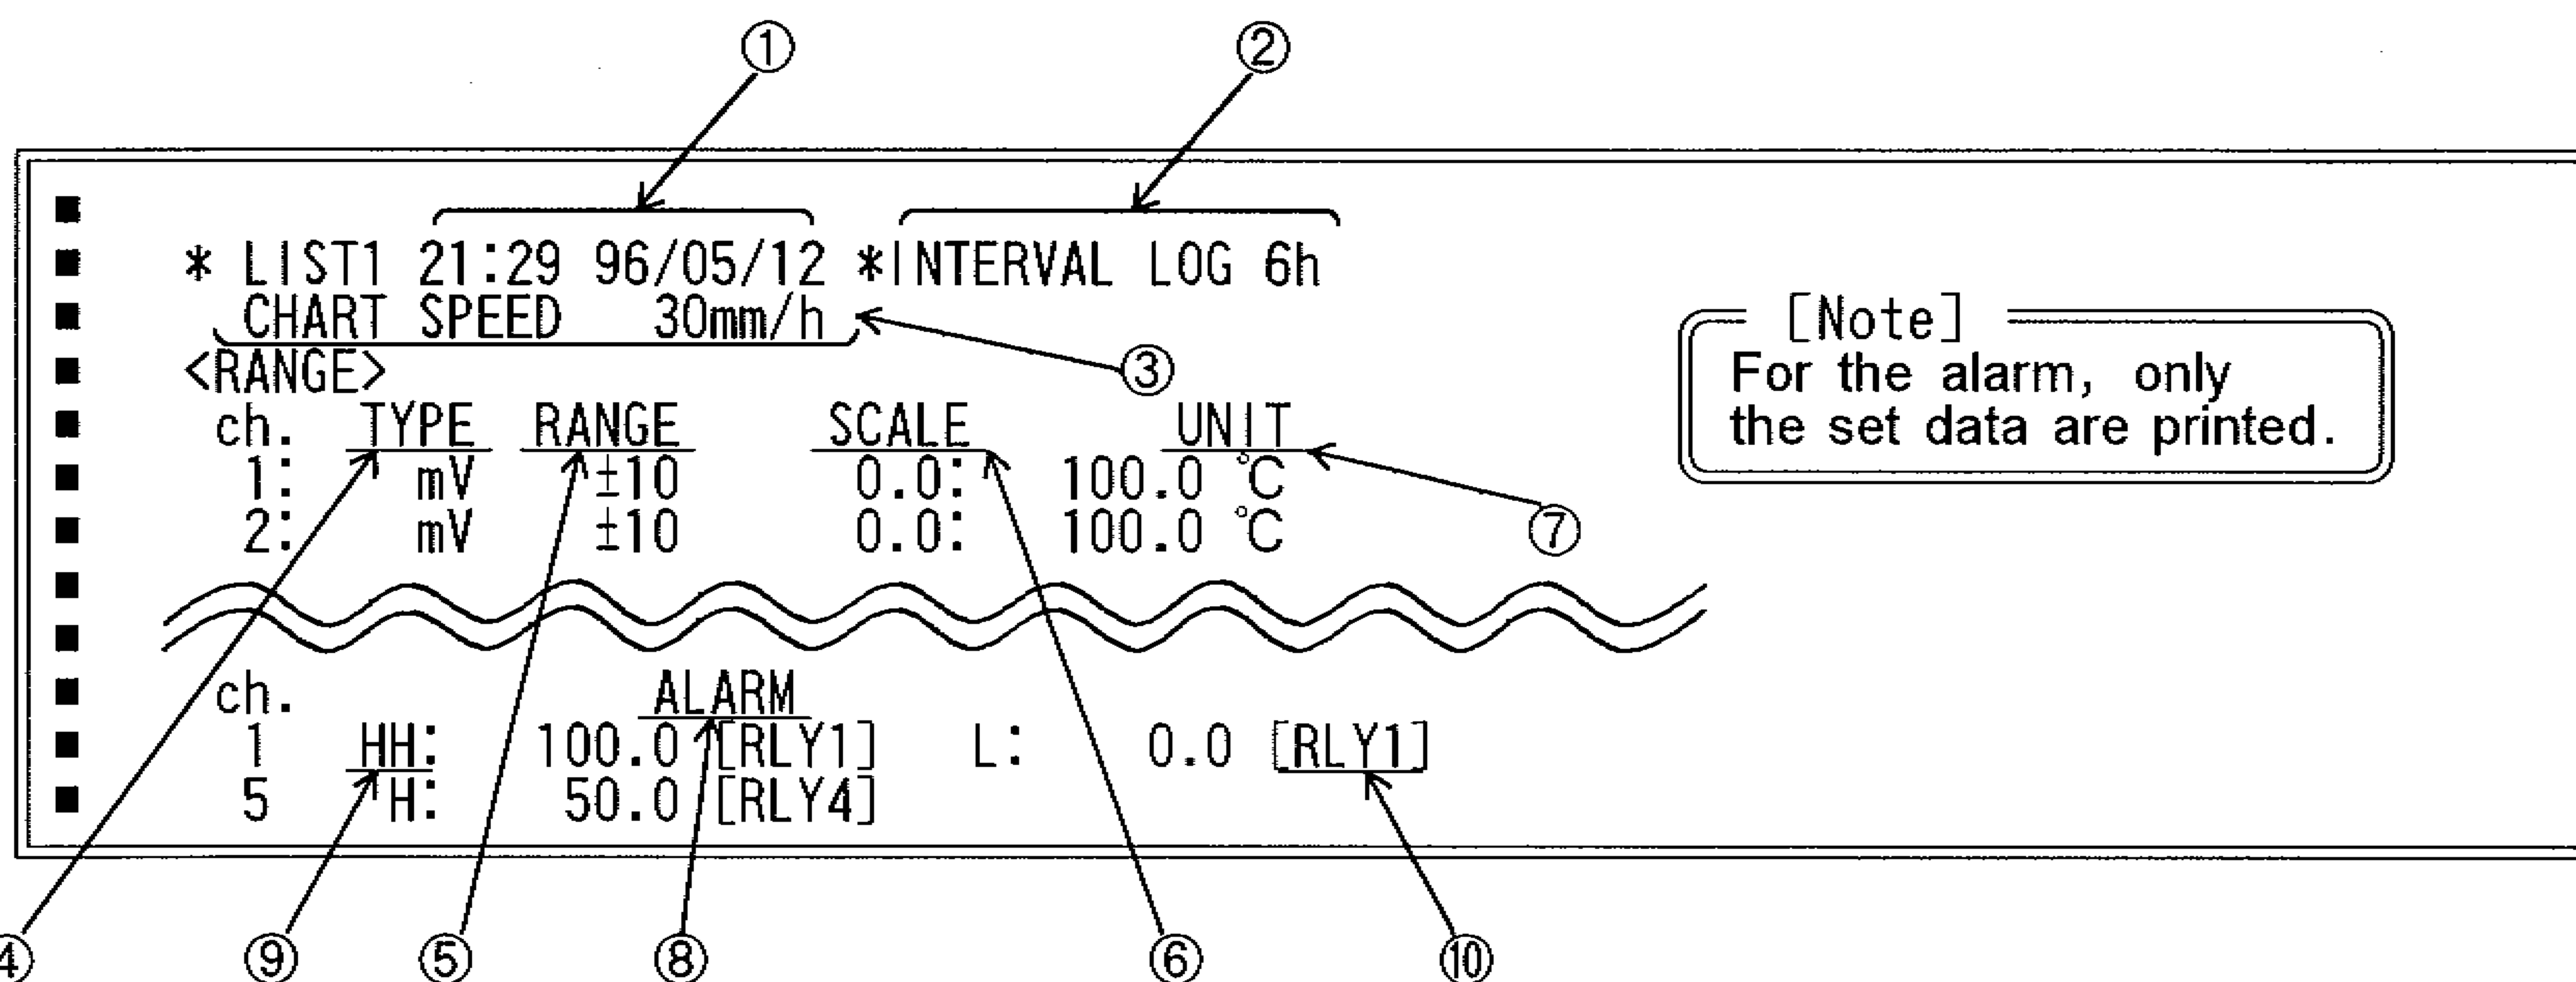 ① ②
* LIST1 21:29 96/05/12 *INTERVAL LOG 6h
CHART SPEED 30mm/h
③
<RANGE>
ch. TYPE RANGE SCALE UNIT
1: mV ±10 0.0: 100.0 ℃
2: mV ±10 0.0: 100.0 ℃
⑦
[Note]
For the alarm, only
the set data are printed.
ch. ALARM
1 HH: 100.0 [RLY1] L: 0.0 [RLY1]
5 H: 50.0 [RLY4]
④ ⑨ ⑤ ⑧ ⑥ ⑩